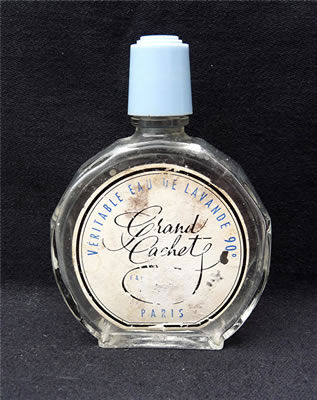 VERITABLE EAU DE LAVANDE 90°
Grand
Cachet
PARIS